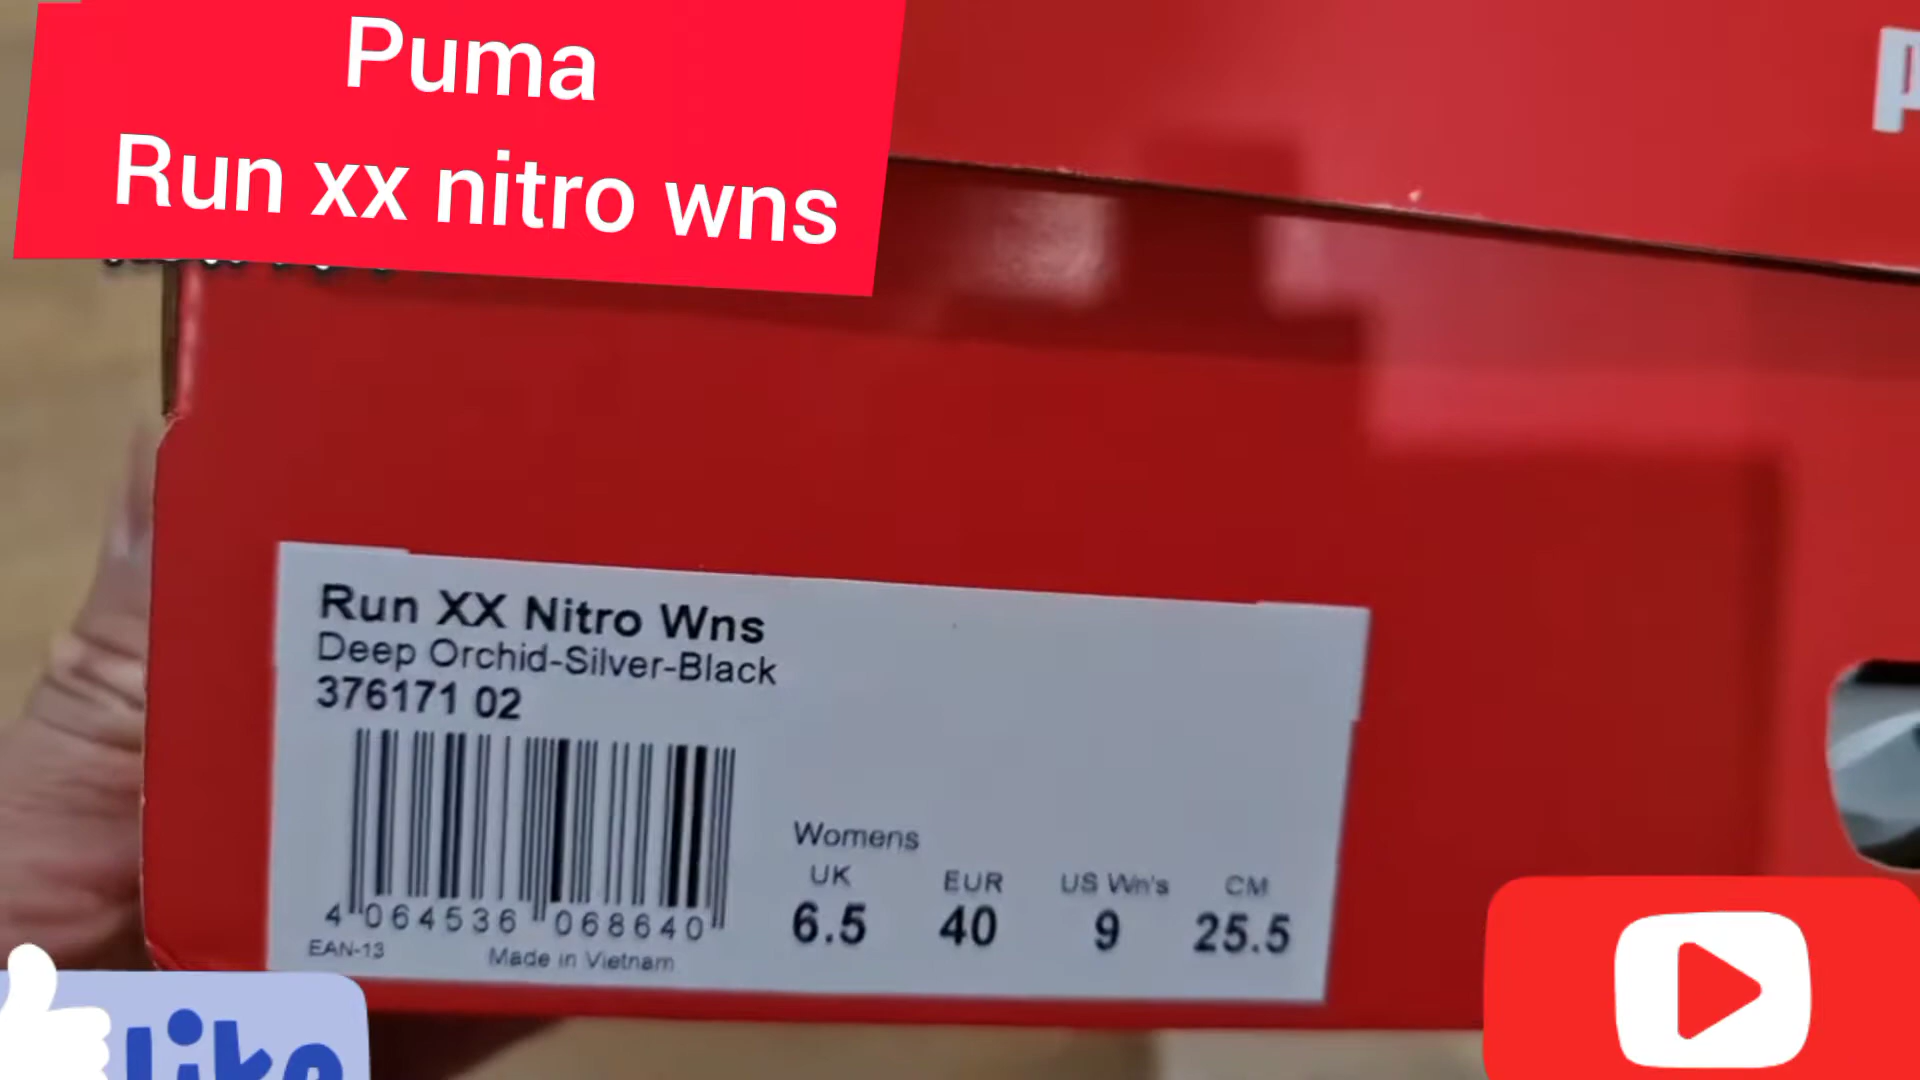 Puma
Run xx nitro wns
Run XX Nitro Wns
Deep Orchid-Silver-Black
376171 02
4 064536 068640
EAN-13
Made in Vietnam
Womens
UK EUR US Wn's CM
6.5 40 9 25.5
Like